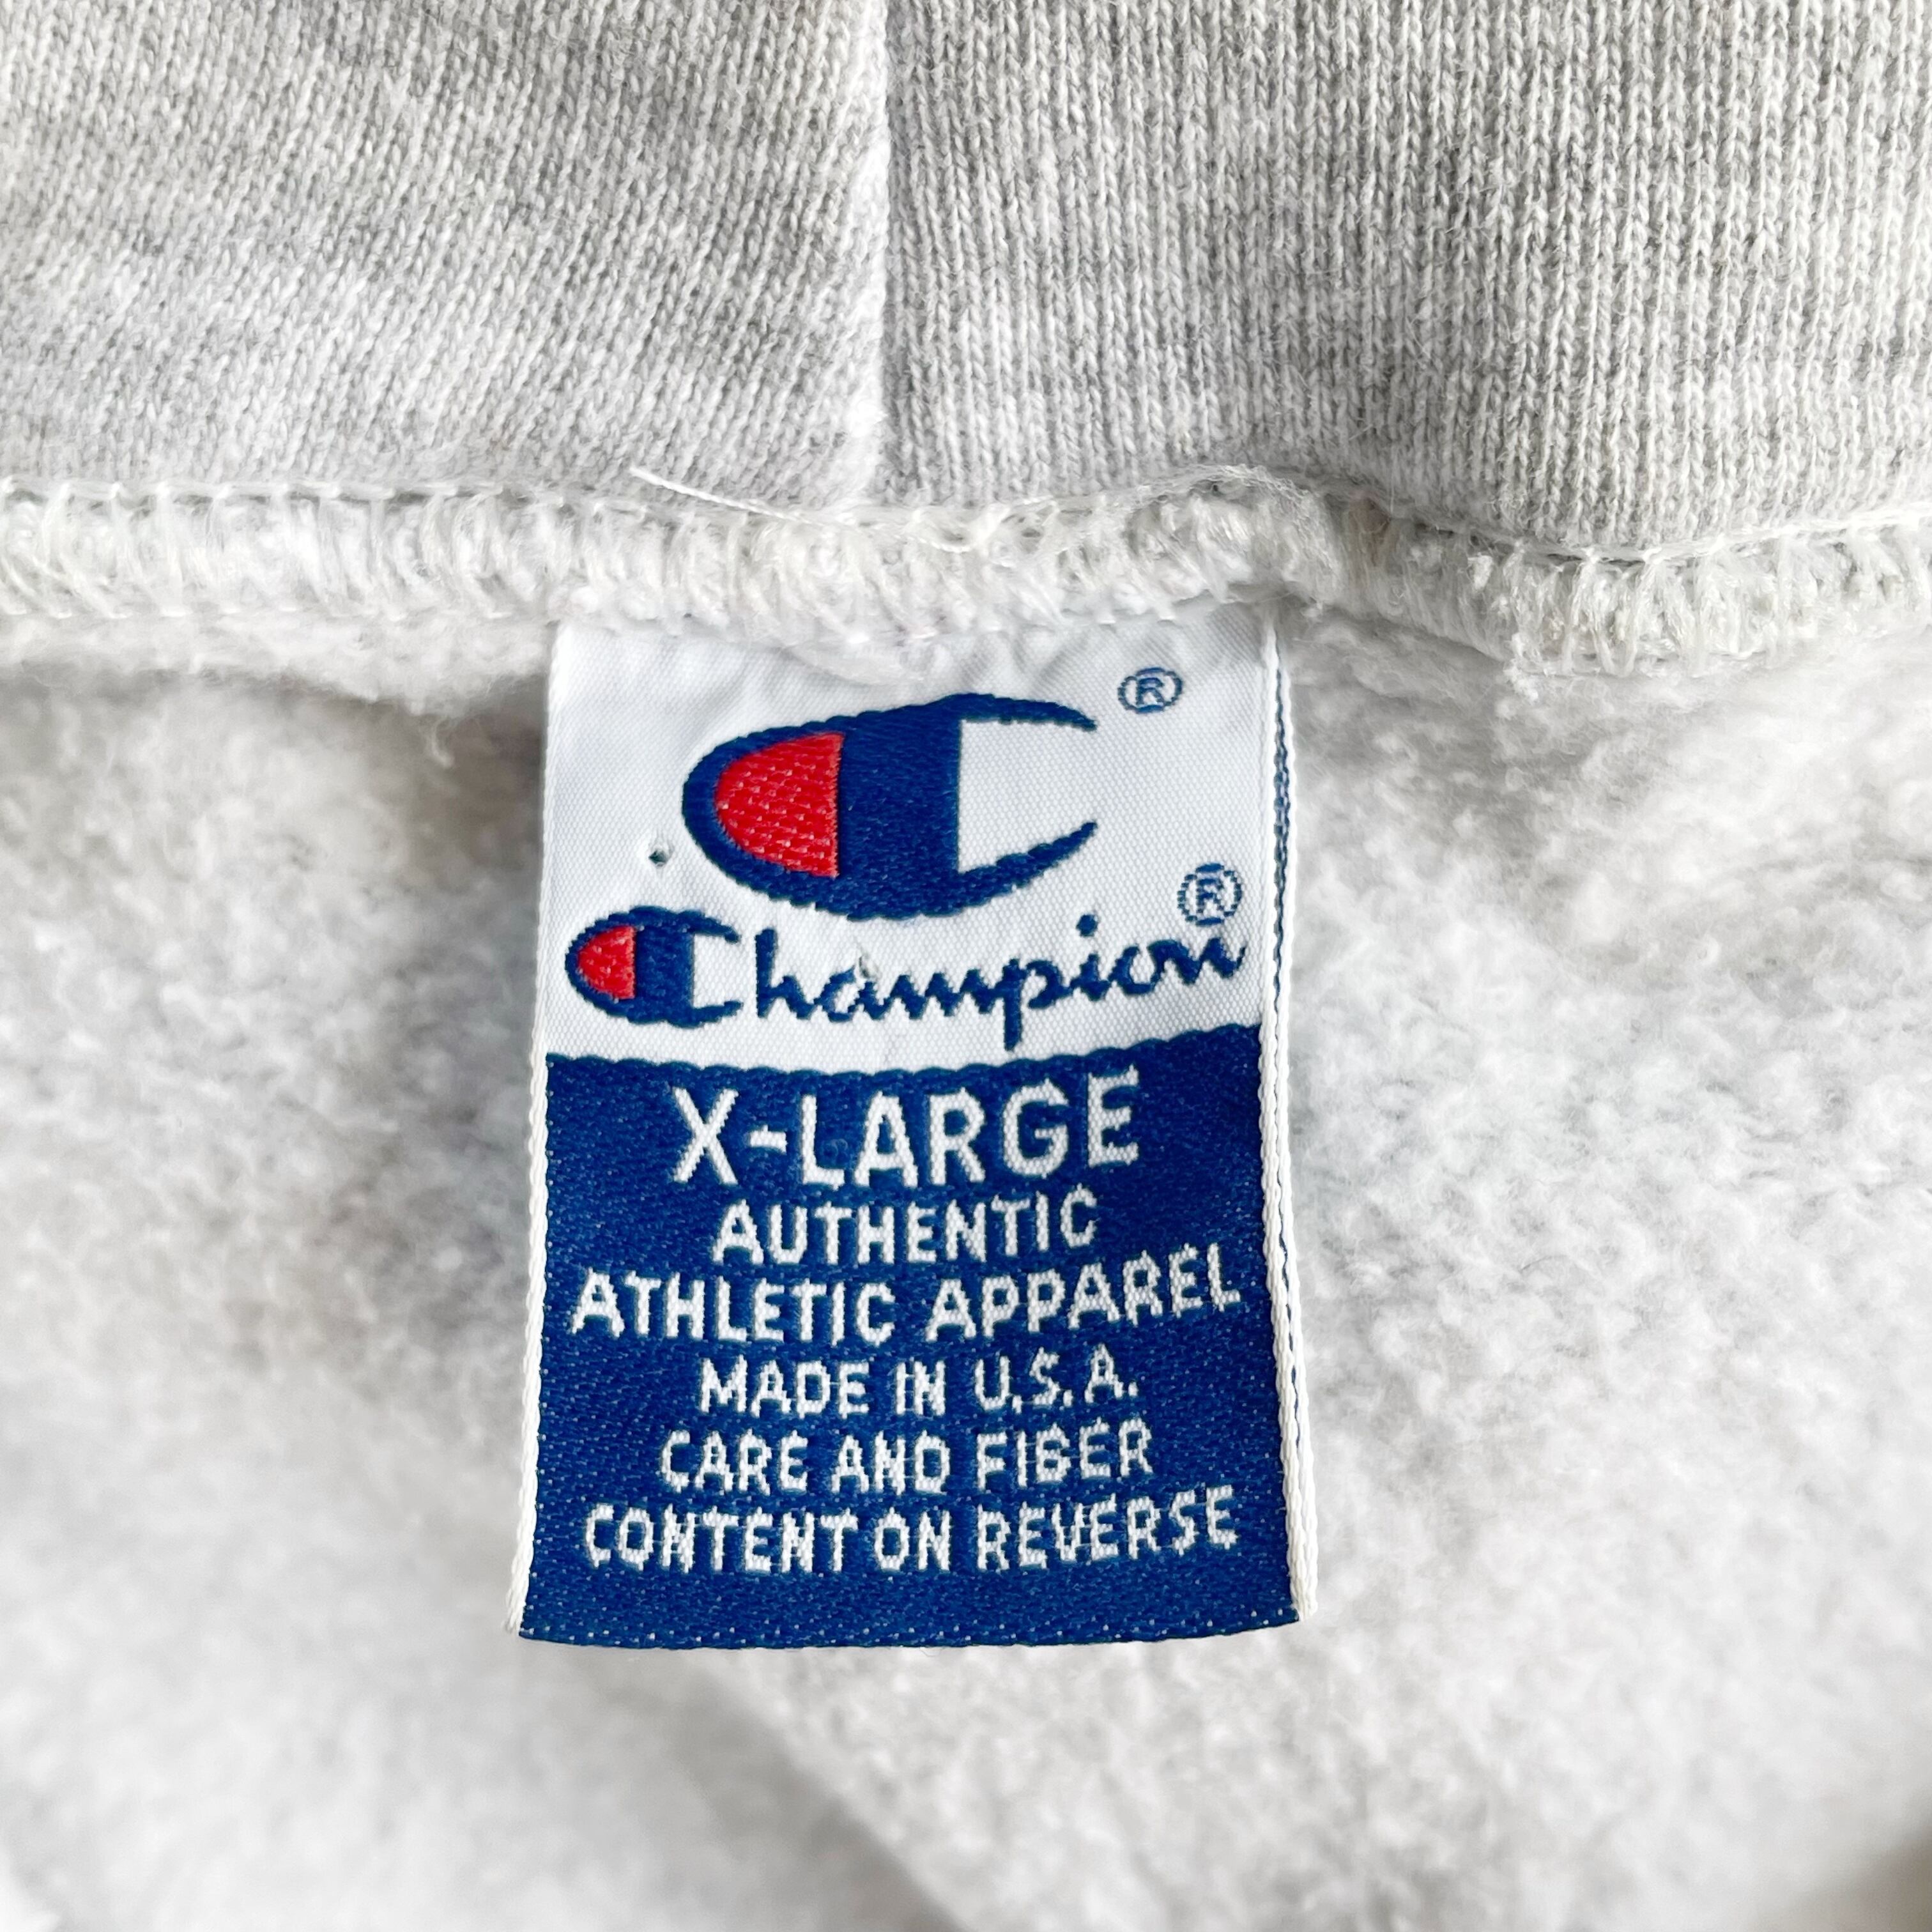 ®
Champion®
X-LARGE
AUTHENTIC
ATHLETIC APPAREL
MADE IN U.S.A.
CARE AND FIBER
CONTENT ON REVERSE